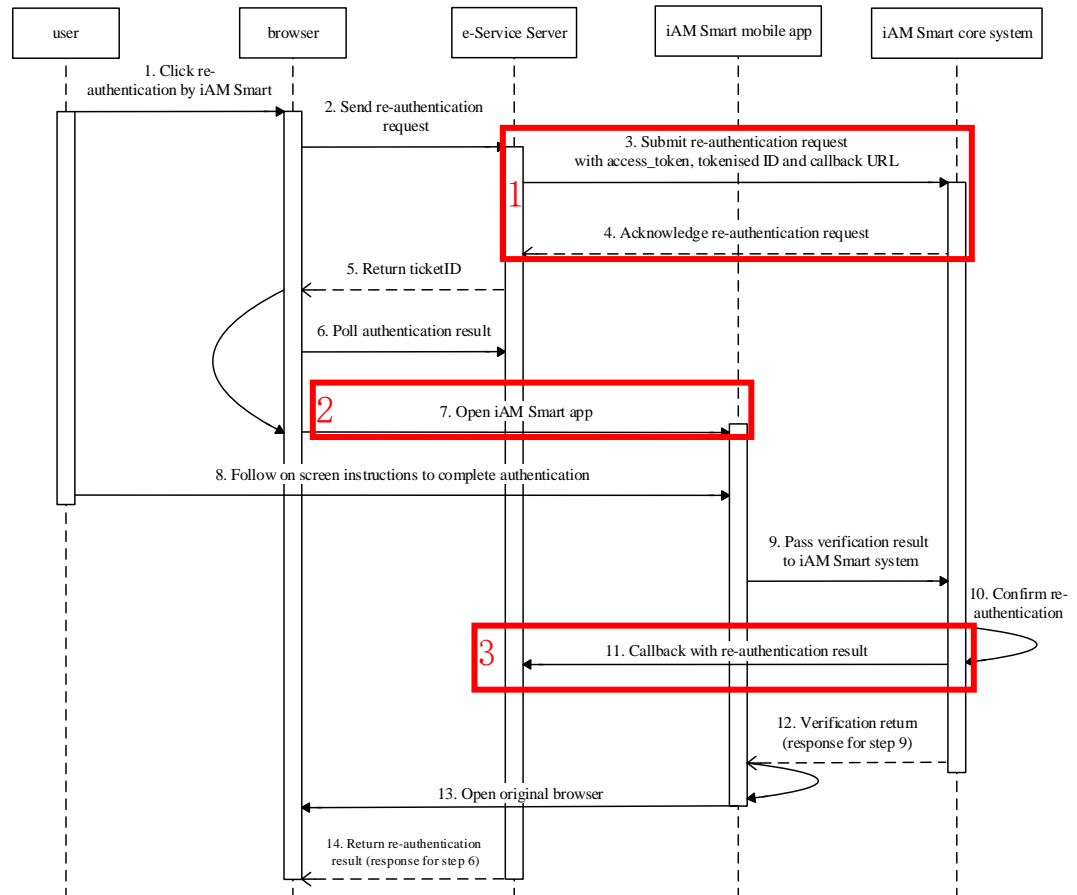 user
browser
e-Service Server
iAM Smart mobile app
iAM Smart core system
1. Click re-
authentication by iAM Smart
2. Send re-authentication
request
3. Submit re-authentication request
with access_token, tokenised ID and callback URL
1
4. Acknowledge re-authentication request
5. Return ticketID
6. Poll authentication result
2
7. Open iAM Smart app
8. Follow on screen instructions to complete authentication
9. Pass verification result
to iAM Smart system
10. Confirm re-
authentication
3
11. Callback with re-authentication result
12. Verification return
(response for step 9)
13. Open original browser
14. Return re-authentication
result (response for step 6)